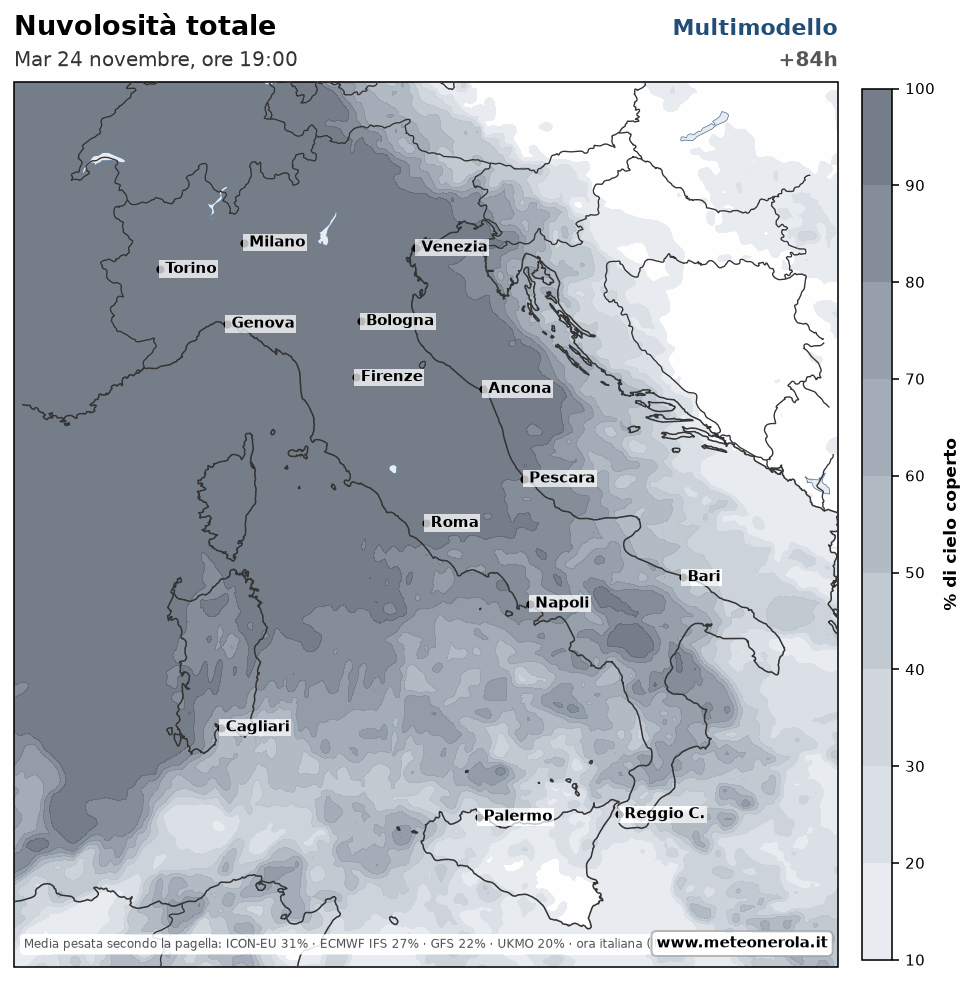 Nuvolosità totale
Multimodello
Mar 24 novembre, ore 19:00
+84h
Milano
Venezia
Torino
Genova
Bologna
Firenze
Ancona
Pescara
Roma
Bari
Napoli
Cagliari
Palermo
Reggio C.
100
90
80
70
60
50
40
30
20
10
% di cielo coperto
Media pesata secondo la pagella: ICON-EU 31% · ECMWF IFS 27% · GFS 22% · UKMO 20% · ora italiana (
www.meteonerola.it